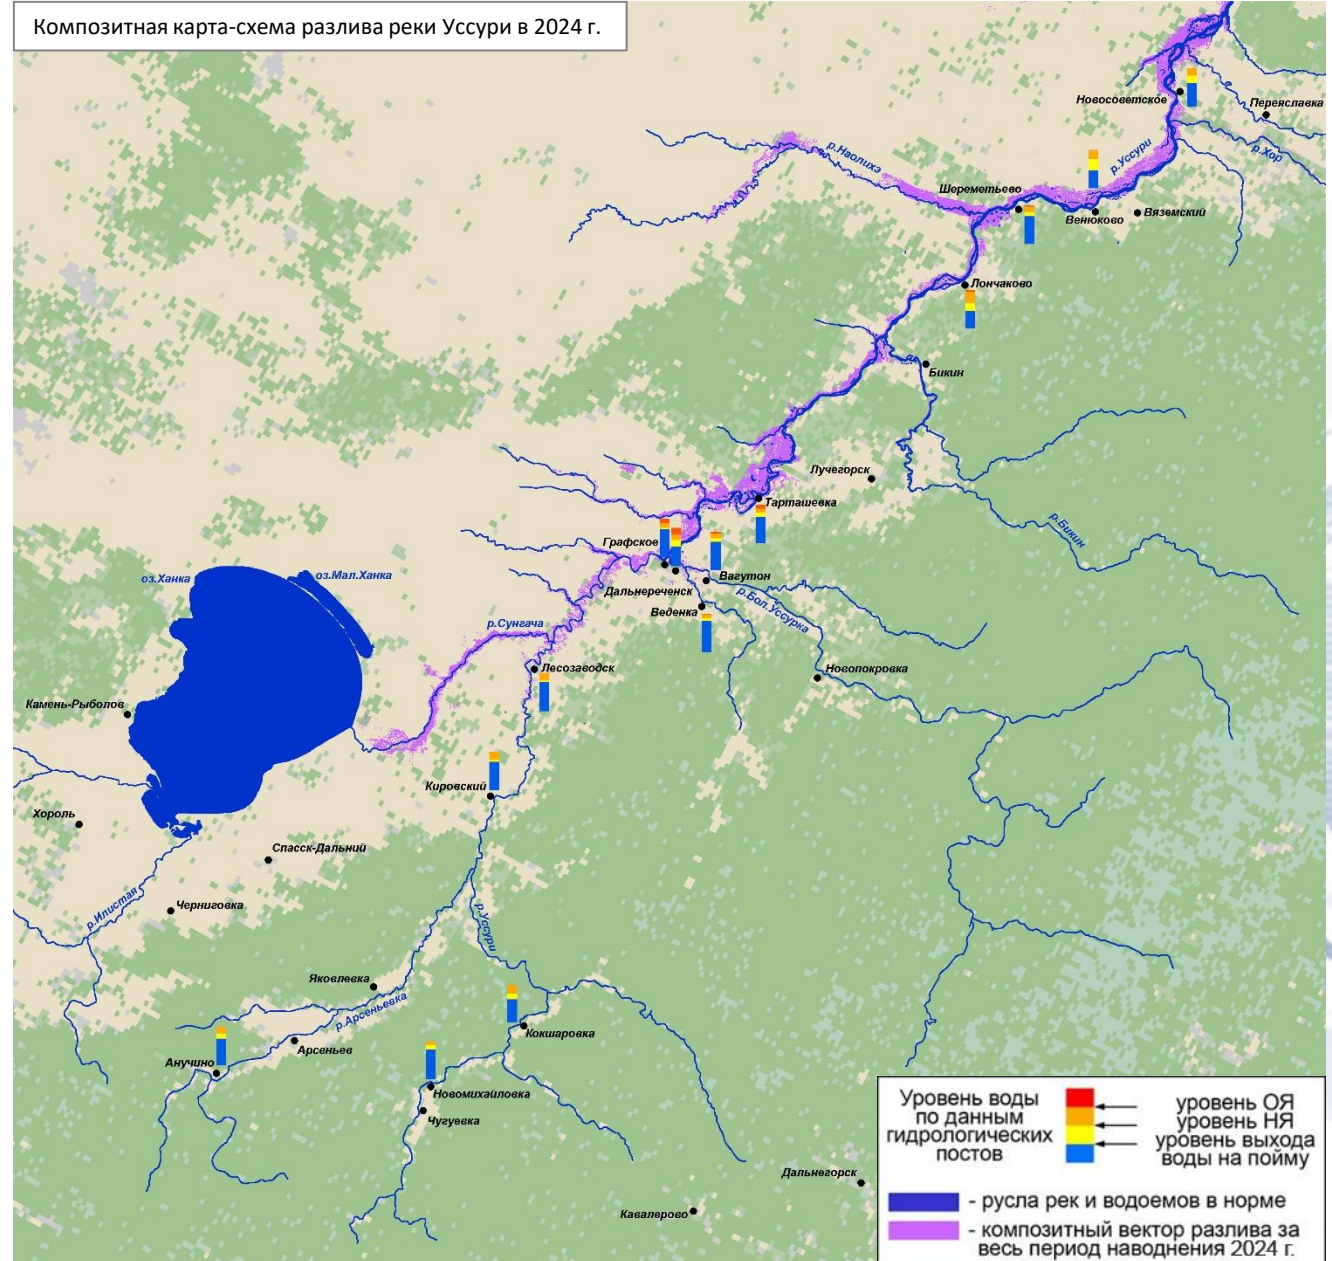 Композитная карта-схема разлива реки Уссури в 2024 г.
Новосоветское
Переяславка
р.Уссури
р.Хор
р.Наолихэ
Шереметьево
Венюково
Вяземский
Лончаково
Бикин
Лучегорск
Тарташевка
р.Бикин
Графское
Вагутон
Дальнереченск
р.Бол.Уссурка
Веденка
оз.Ханка
оз.Мал.Ханка
р.Сунгача
Лесозаводск
Новопокровка
Камень-Рыболов
Кировский
Хороль
Спасск-Дальний
р.Илистая
Черниговка
р.Уссури
Яковлевка
р.Арсеньевка
Кокшаровка
Арсеньев
Анучино
Новомихайловка
Чугуевка
Дальнегорск
Кавалерово
Уровень воды
по данным
гидрологических
постов
уровень ОЯ
уровень НЯ
уровень выхода
воды на пойму
- русла рек и водоемов в норме
- композитный вектор разлива за
весь период наводнения 2024 г.